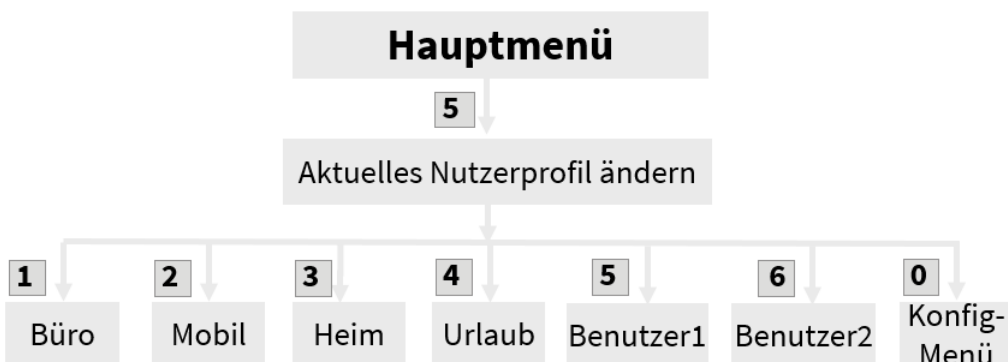 Hauptmenü
5
Aktuelles Nutzerprofil ändern
1 2 3 4 5 6 0
Büro Mobil Heim Urlaub Benutzer1 Benutzer2 Konfig-
Menü